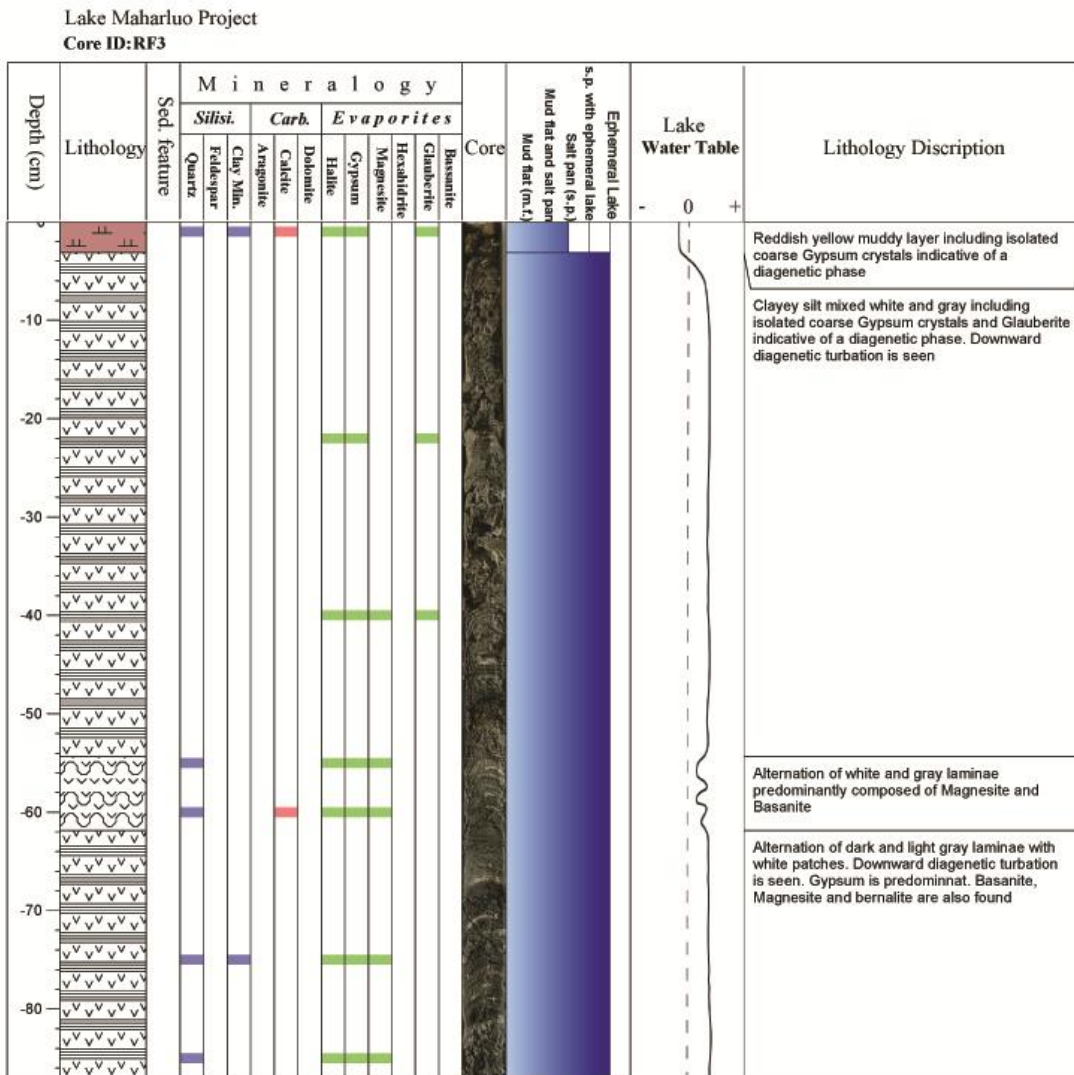 Lake Maharluo Project
Core ID:RF3
Depth (cm)
Lithology
Sed. feature
Mineralogy
Silisi.
Carb.
Evaporites
Quartz
Feldespar
Clay Min.
Aragonite
Calcite
Dolomite
Halite
Gypsum
Magnesite
Hexahidrite
Glauberite
Bassanite
Core
Mud flat (m.f.)
Mud flat and salt pan
Salt pan (s.p.)
s.p. with ephemeral lake
Ephemeral Lake
Lake
Water Table
- 0 +
Lithology Discription
0
-10
-20
-30
-40
-50
-60
-70
-80
Reddish yellow muddy layer including isolated
coarse Gypsum crystals indicative of a
diagenetic phase
Clayey silt mixed white and gray including
isolated coarse Gypsum crystals and Glauberite
indicative of a diagenetic phase. Downward
diagenetic turbation is seen
Alternation of white and gray laminae
predominantly composed of Magnesite and
Basanite
Alternation of dark and light gray laminae with
white patches. Downward diagenetic turbation
is seen. Gypsum is predominnat. Basanite,
Magnesite and bernalite are also found